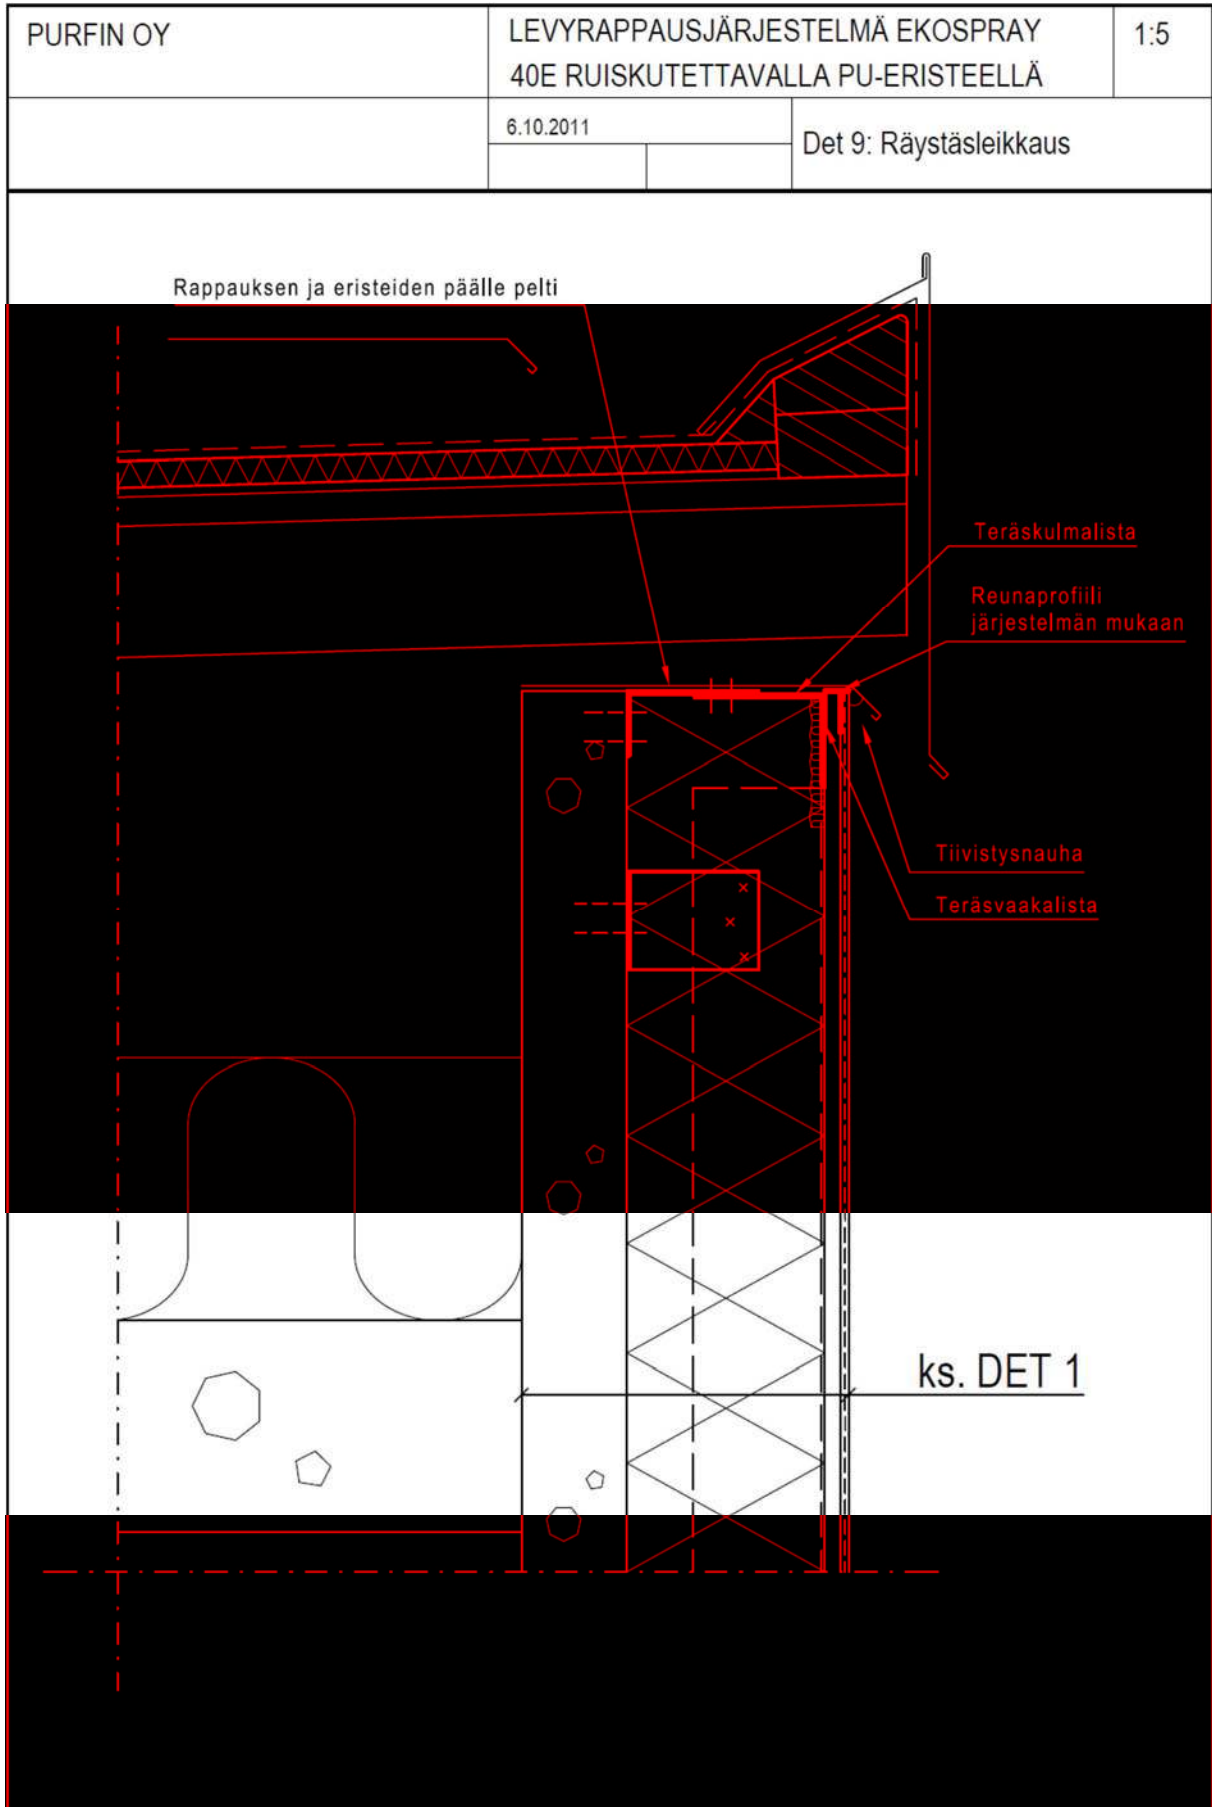 PURFIN OY
LEVYRAPPAUSJÄRJESTELMÄ EKOSPRAY
40E RUISKUTETTAVALLA PU-ERISTEELLÄ
1:5
6.10.2011
Det 9: Räystäsleikkaus
Rappauksen ja eristeiden päälle pelti
Teräskulmalista
Reunaprofiili
järjestelmän mukaan
Tiivistysnauha
Teräsvaakalista
ks. DET 1